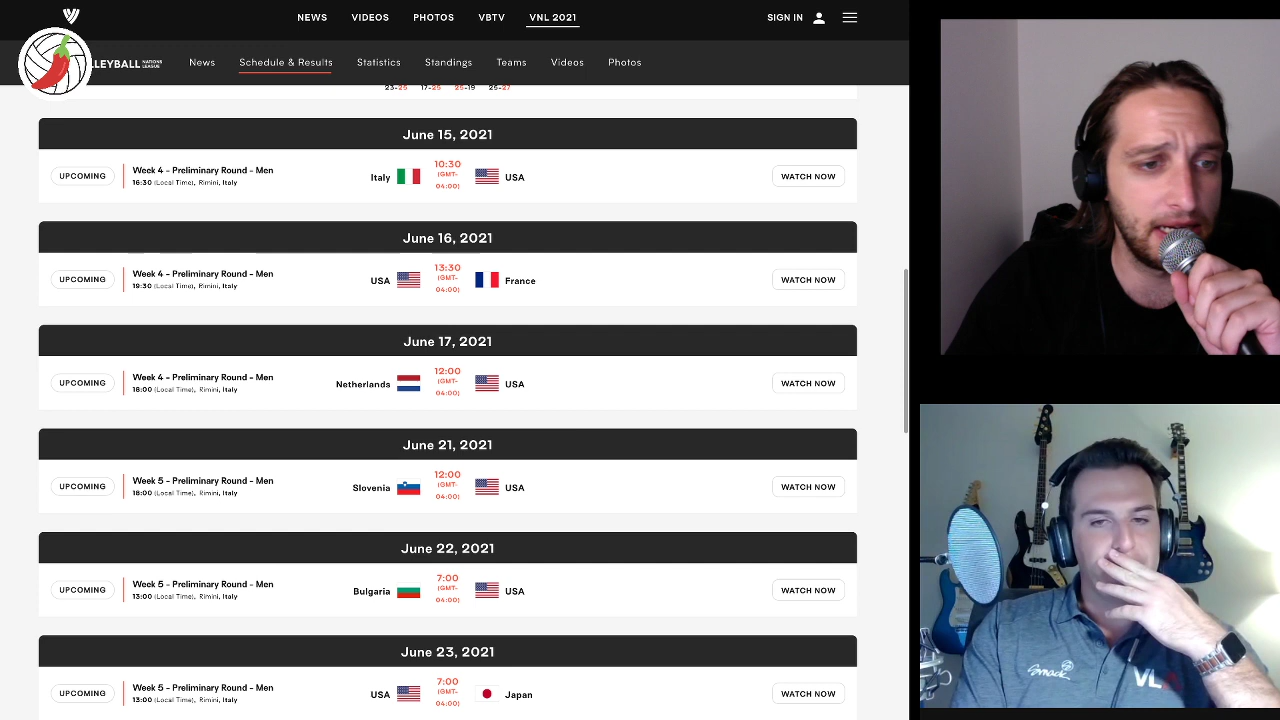 NEWS VIDEOS PHOTOS VBTV VNL 2021 SIGN IN
LLEYBALL NATIONS LEAGUE News Schedule & Results Statistics Standings Teams Videos Photos
23-25 17-25 25-19 25-27
June 15, 2021
UPCOMING Week 4 - Preliminary Round - Men Italy 10:30 USA WATCH NOW
16:30 (Local Time), Rimini, Italy (GMT-
04:00)
June 16, 2021
UPCOMING Week 4 - Preliminary Round - Men USA 13:30 France WATCH NOW
19:30 (Local Time), Rimini, Italy (GMT-
04:00)
June 17, 2021
UPCOMING Week 4 - Preliminary Round - Men Netherlands 12:00 USA WATCH NOW
18:00 (Local Time), Rimini, Italy (GMT-
04:00)
June 21, 2021
UPCOMING Week 5 - Preliminary Round - Men Slovenia 12:00 USA WATCH NOW
18:00 (Local Time), Rimini, Italy (GMT-
04:00)
June 22, 2021
UPCOMING Week 5 - Preliminary Round - Men Bulgaria 7:00 USA WATCH NOW
13:00 (Local Time), Rimini, Italy (GMT-
04:00)
June 23, 2021
UPCOMING Week 5 - Preliminary Round - Men USA 7:00 Japan WATCH NOW
13:00 (Local Time), Rimini, Italy (GMT-
04:00)
Smack
VLA